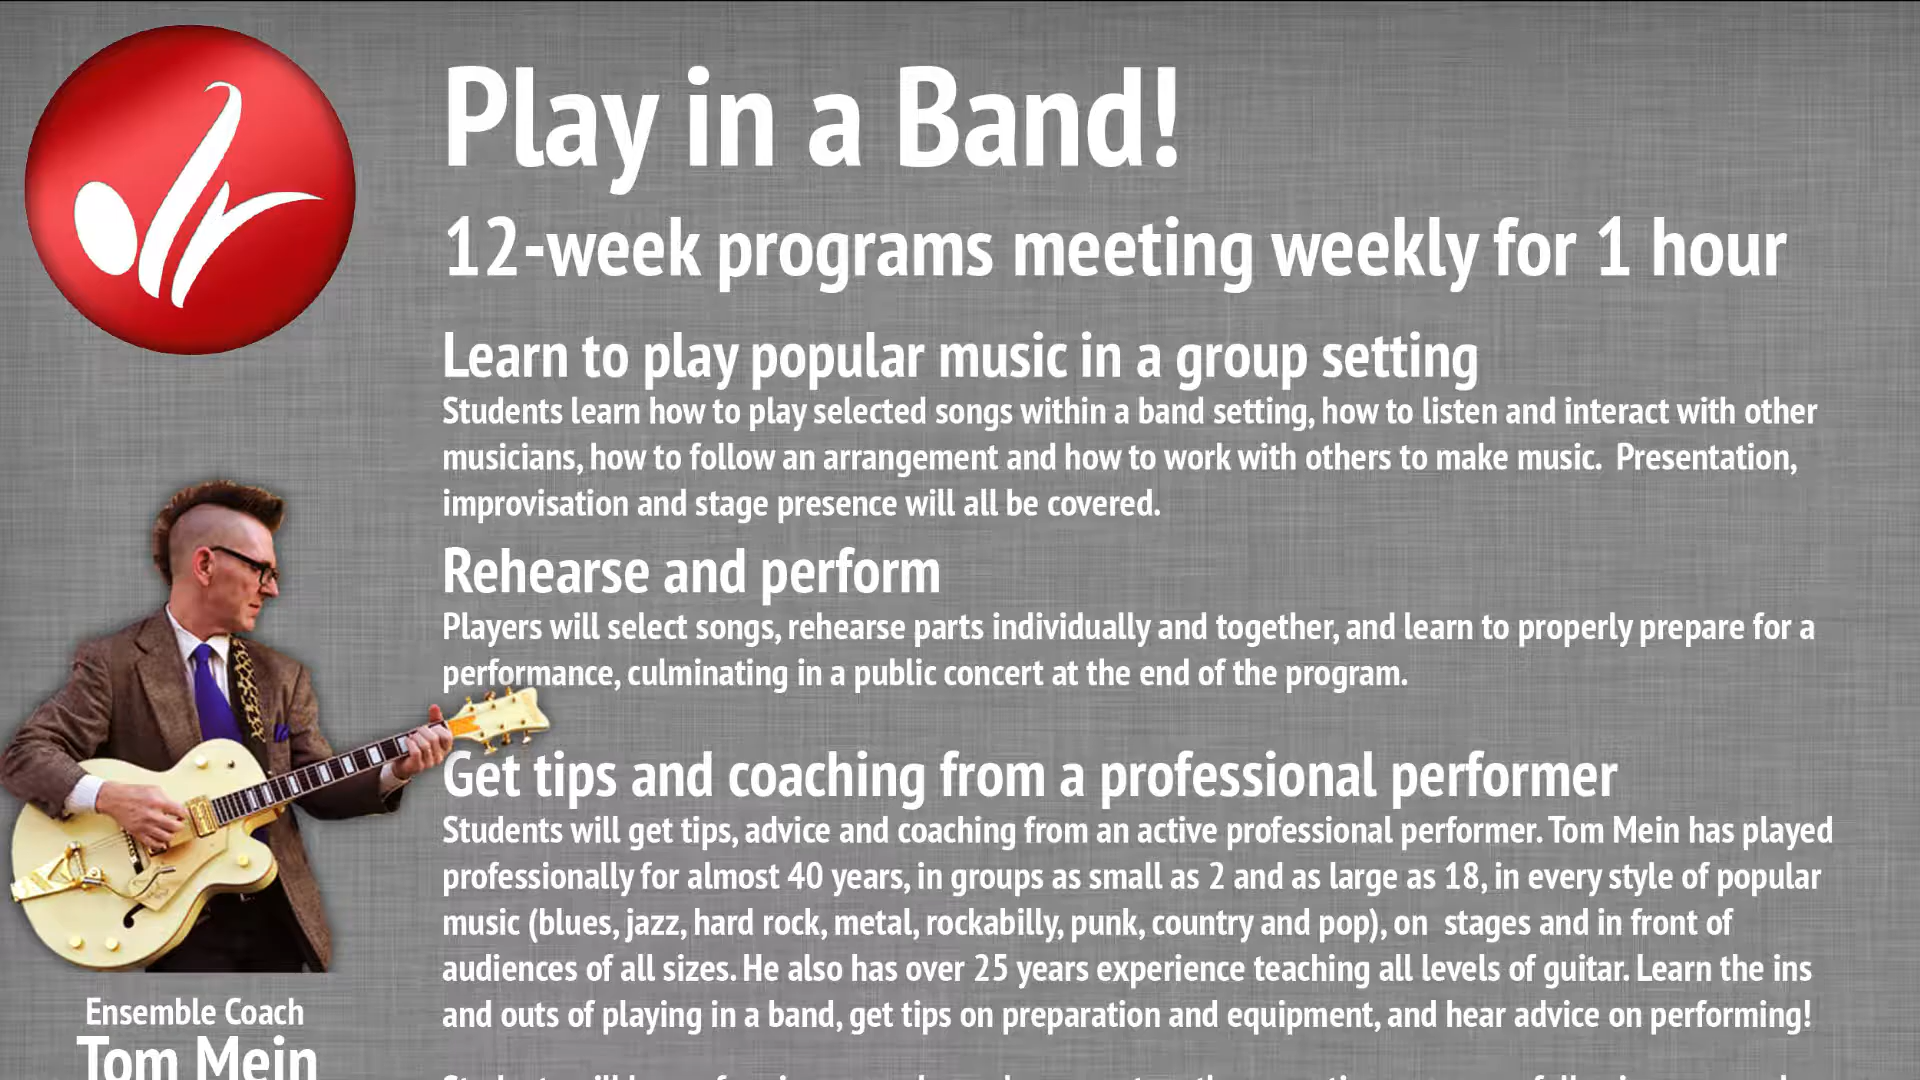 Play in a Band!
12-week programs meeting weekly for 1 hour
Learn to play popular music in a group setting
Students learn how to play selected songs within a band setting, how to listen and interact with other
musicians, how to follow an arrangement and how to work with others to make music.  Presentation,
improvisation and stage presence will all be covered.
Rehearse and perform
Players will select songs, rehearse parts individually and together, and learn to properly prepare for a
performance, culminating in a public concert at the end of the program.
Get tips and coaching from a professional performer
Students will get tips, advice and coaching from an active professional performer. Tom Mein has played
professionally for almost 40 years, in groups as small as 2 and as large as 18, in every style of popular
music (blues, jazz, hard rock, metal, rockabilly, punk, country and pop), on  stages and in front of
audiences of all sizes. He also has over 25 years experience teaching all levels of guitar. Learn the ins
and outs of playing in a band, get tips on preparation and equipment, and hear advice on performing!
Ensemble Coach
Tom Mein